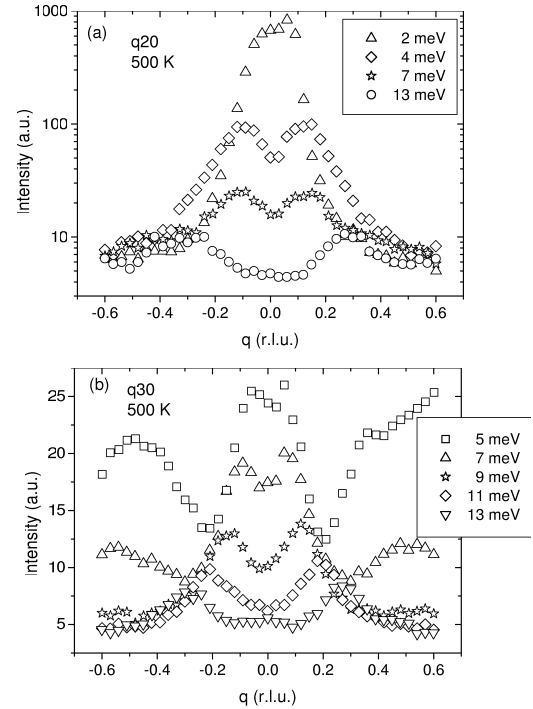 (a)
q20
500 K
2 meV
4 meV
7 meV
13 meV
1000
100
10
Intensity (a.u.)
-0.6 -0.4 -0.2 0.0 0.2 0.4 0.6
q (r.l.u.)
(b)
q30
500 K
5 meV
7 meV
9 meV
11 meV
13 meV
25
20
15
10
5
Intensity (a.u.)
-0.6 -0.4 -0.2 0.0 0.2 0.4 0.6
q (r.l.u.)